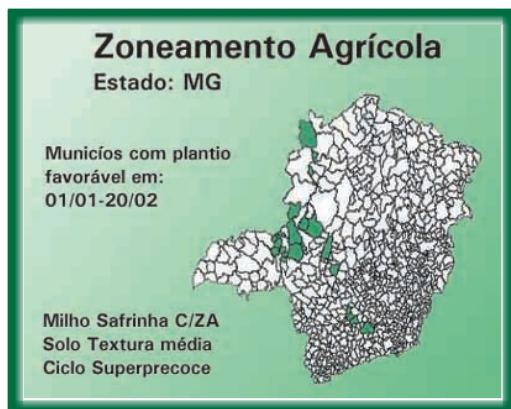 Zoneamento Agrícola
Estado: MG
Municíos com plantio
favorável em:
01/01-20/02
Milho Safrinha C/ZA
Solo Textura média
Ciclo Superprecoce